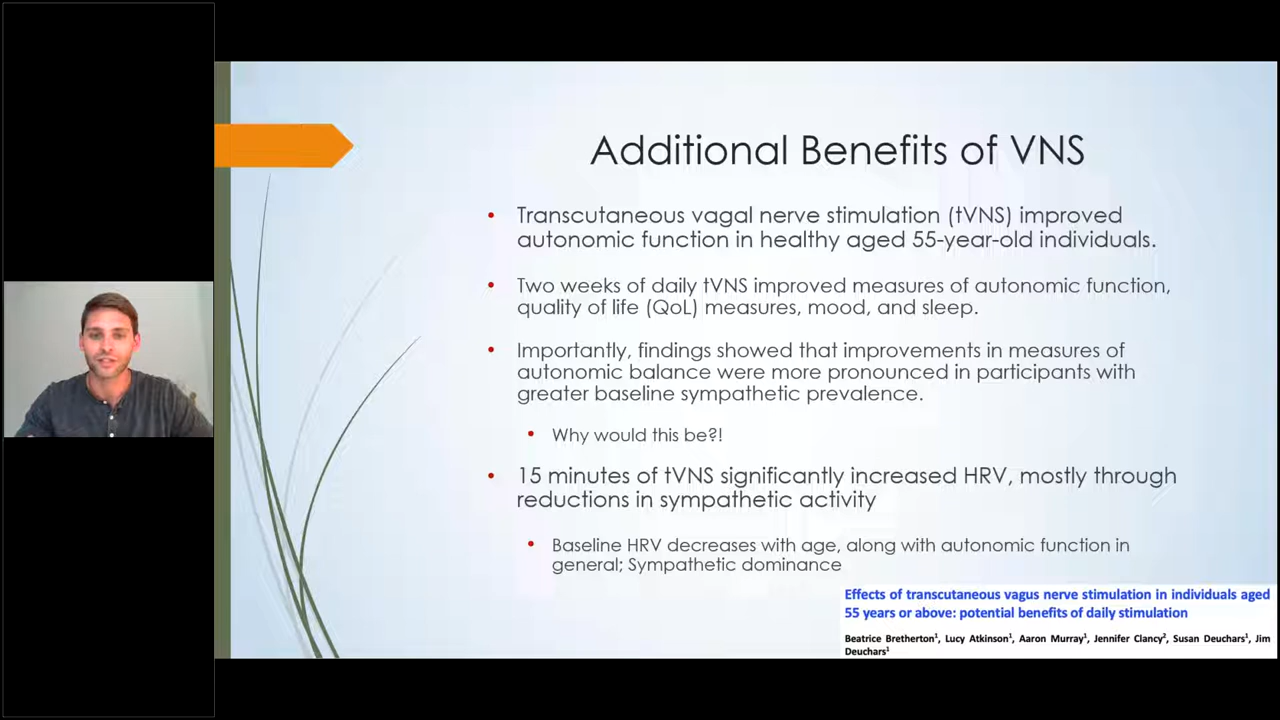 Additional Benefits of VNS
• Transcutaneous vagal nerve stimulation (tVNS) improved
autonomic function in healthy aged 55-year-old individuals.
• Two weeks of daily tVNS improved measures of autonomic function,
quality of life (QoL) measures, mood, and sleep.
• Importantly, findings showed that improvements in measures of
autonomic balance were more pronounced in participants with
greater baseline sympathetic prevalence.
• Why would this be?!
• 15 minutes of tVNS significantly increased HRV, mostly through
reductions in sympathetic activity
• Baseline HRV decreases with age, along with autonomic function in
general; Sympathetic dominance
Effects of transcutaneous vagus nerve stimulation in individuals aged
55 years or above: potential benefits of daily stimulation
Beatrice Bretherton¹, Lucy Atkinson¹, Aaron Murray¹, Jennifer Clancy², Susan Deuchars¹, Jim
Deuchars¹